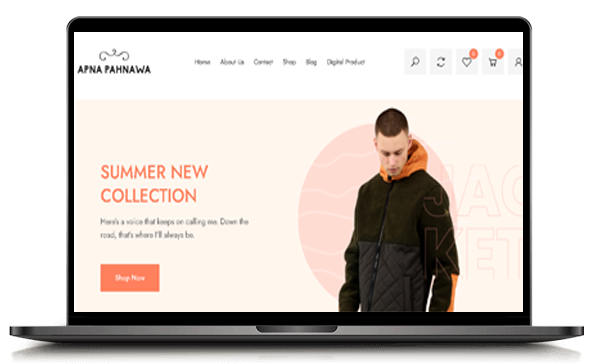 APNA PAHNAWA
Home About Us Contact Shop Blog Digital Product
0 0
SUMMER NEW
COLLECTION
Here's a voice that keeps on calling me. Down the
road, that's where I'll always be.
Shop Now
JAC
KET